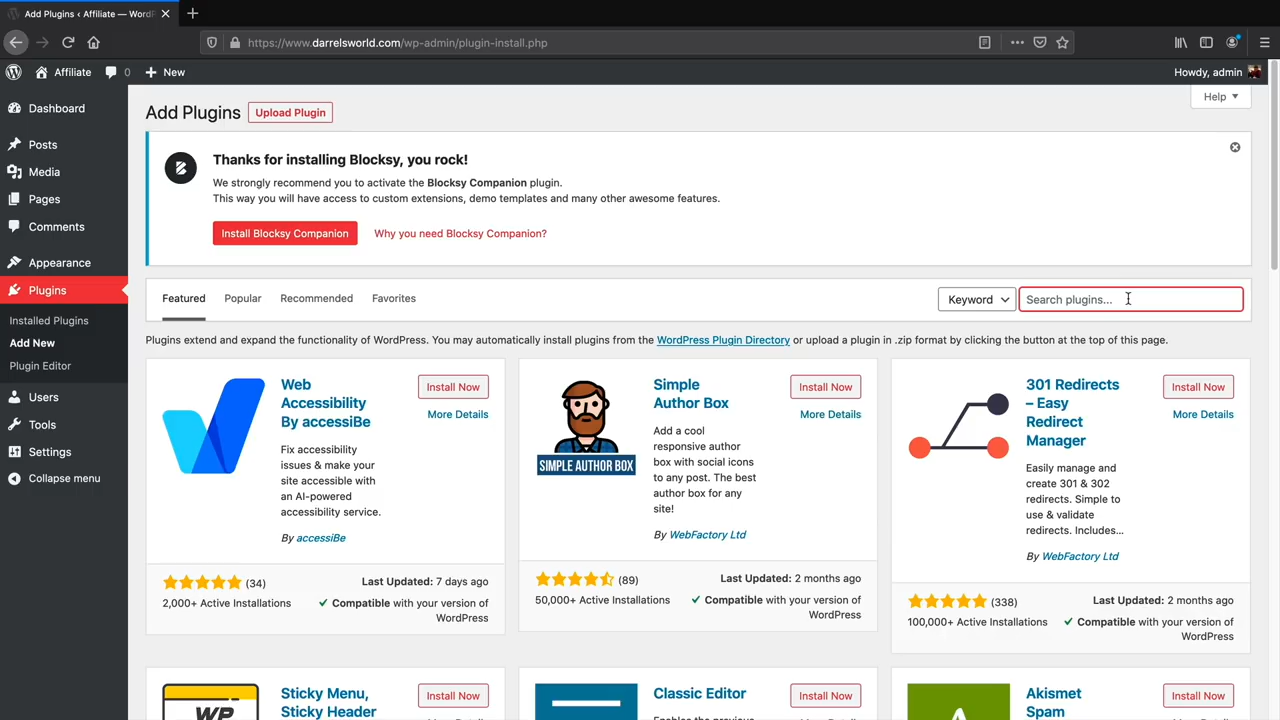 Add Plugins ‹ Affiliate — WordP
https://www.darrelsworld.com/wp-admin/plugin-install.php
Affiliate
0
New
Howdy, admin
Dashboard
Posts
Media
Pages
Comments
Appearance
Plugins
Installed Plugins
Add New
Plugin Editor
Users
Tools
Settings
Collapse menu
Help
Add Plugins
Upload Plugin
Thanks for installing Blocksy, you rock!
We strongly recommend you to activate the Blocksy Companion plugin.
This way you will have access to custom extensions, demo templates and many other awesome features.
Install Blocksy Companion
Why you need Blocksy Companion?
Featured
Popular
Recommended
Favorites
Keyword
Search plugins...
Plugins extend and expand the functionality of WordPress. You may automatically install plugins from the WordPress Plugin Directory or upload a plugin in .zip format by clicking the button at the top of this page.
Web
Accessibility
By accessiBe
Install Now
More Details
Fix accessibility
issues & make your
site accessible with
an AI-powered
accessibility service.
By accessiBe
(34)
2,000+ Active Installations
Last Updated: 7 days ago
Compatible with your version of
WordPress
SIMPLE AUTHOR BOX
Simple
Author Box
Install Now
More Details
Add a cool
responsive author
box with social icons
to any post. The best
author box for any
site!
By WebFactory Ltd
(89)
50,000+ Active Installations
Last Updated: 2 months ago
Compatible with your version of
WordPress
301 Redirects
– Easy
Redirect
Manager
Install Now
More Details
Easily manage and
create 301 & 302
redirects. Simple to
use & validate
redirects. Includes...
By WebFactory Ltd
(338)
100,000+ Active Installations
Last Updated: 2 months ago
Compatible with your version of
WordPress
WP
Sticky Menu,
Sticky Header
Install Now
Classic Editor
Install Now
Akismet
Spam
Install Now